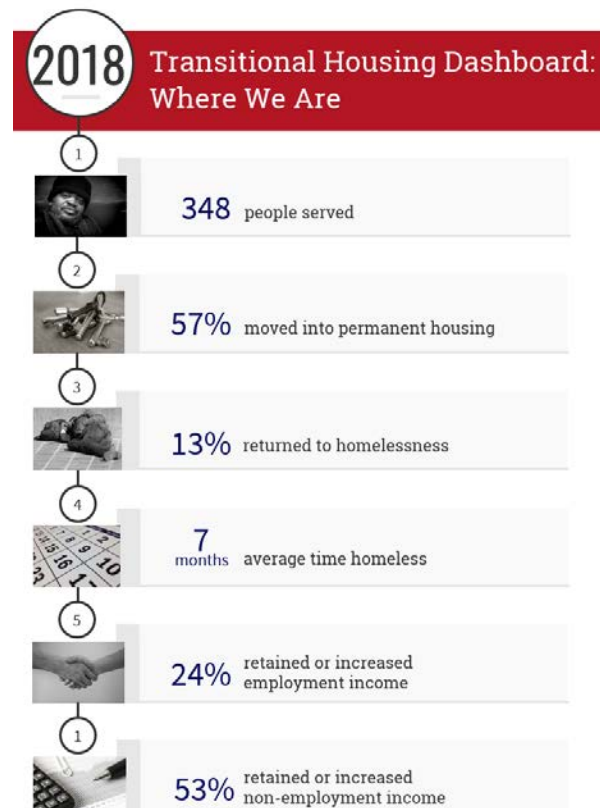 2018
Transitional Housing Dashboard:
Where We Are
1
348 people served
2
57% moved into permanent housing
3
13% returned to homelessness
4
7
months average time homeless
5
24% retained or increased
employment income
1
53% retained or increased
non-employment income